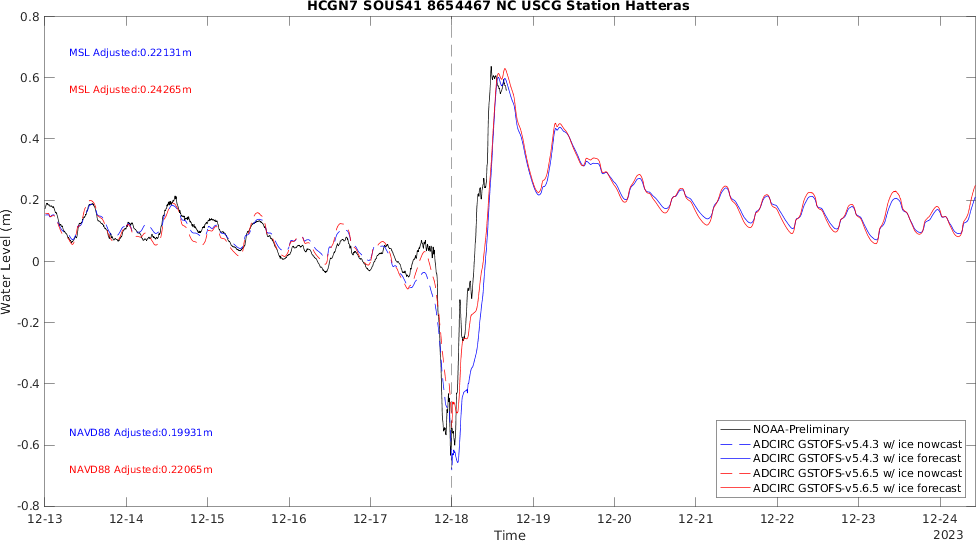 HCGN7 SOUS41 8654467 NC USCG Station Hatteras
0.8
0.6
0.4
0.2
0
-0.2
-0.4
-0.6
-0.8
Water Level (m)
MSL Adjusted:0.22131m
MSL Adjusted:0.24265m
NAVD88 Adjusted:0.19931m
NAVD88 Adjusted:0.22065m
NOAA-Preliminary
ADCIRC GSTOFS-v5.4.3 w/ ice nowcast
ADCIRC GSTOFS-v5.4.3 w/ ice forecast
ADCIRC GSTOFS-v5.6.5 w/ ice nowcast
ADCIRC GSTOFS-v5.6.5 w/ ice forecast
12-13 12-14 12-15 12-16 12-17 12-18 12-19 12-20 12-21 12-22 12-23 12-24
Time
2023